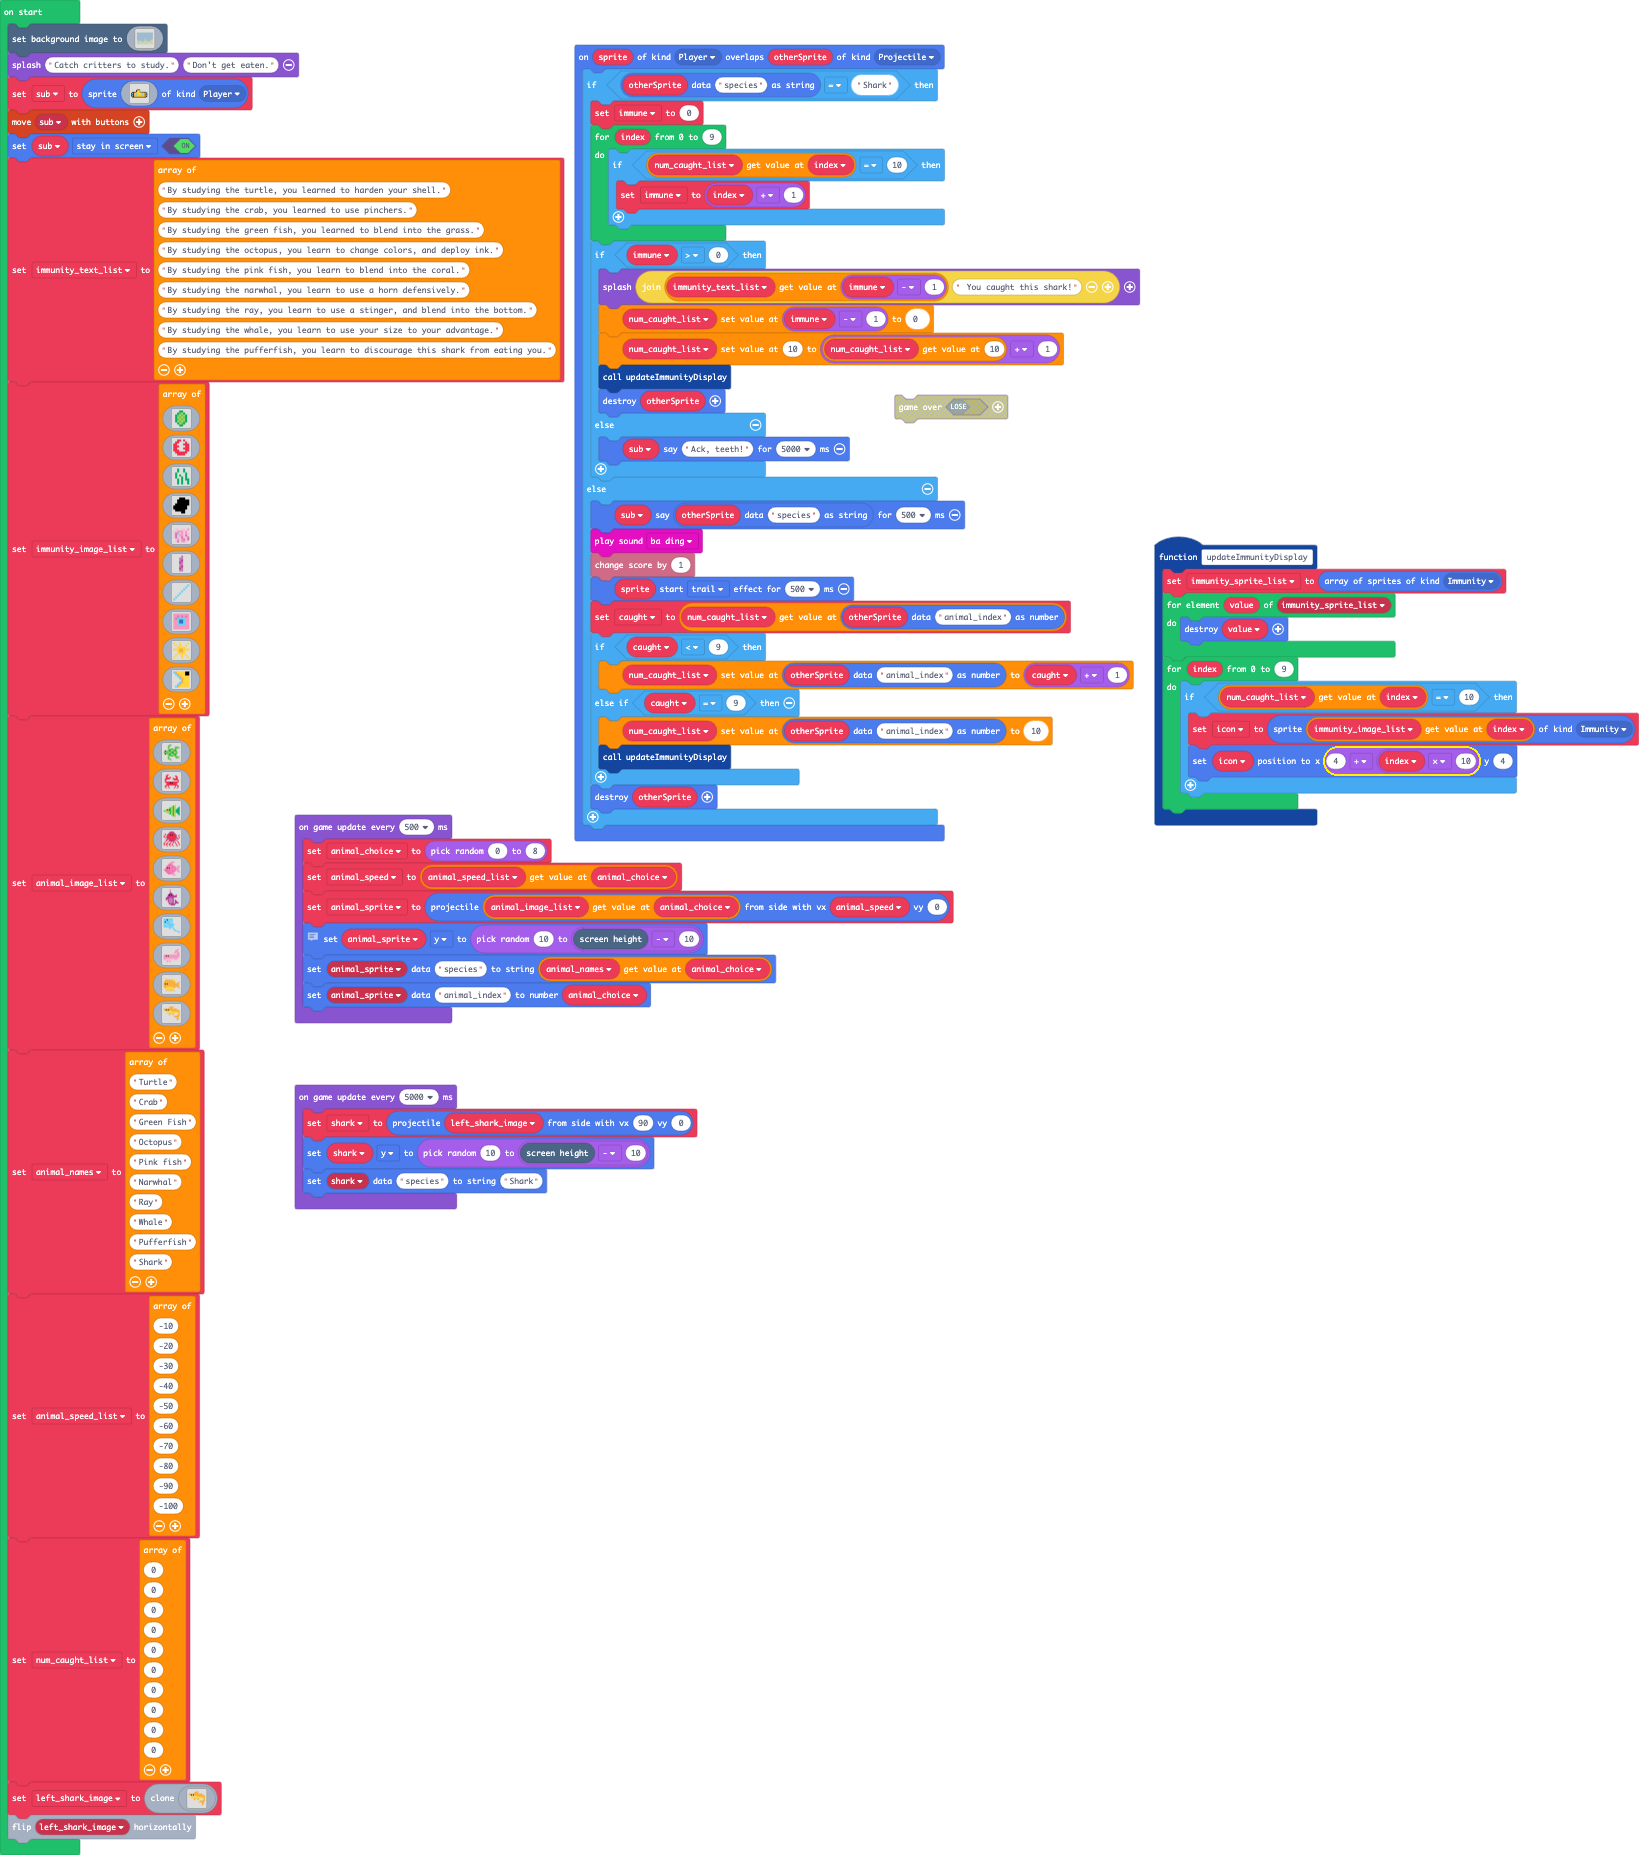 on start
set background image to
splash "Catch critters to study." "Don't get eaten."
set sub to sprite of kind Player
move sub with buttons
set sub stay in screen ON
set immunity_text_list to array of
"By studying the turtle, you learned to harden your shell."
"By studying the crab, you learned to use pinchers."
"By studying the green fish, you learned to blend into the grass."
"By studying the octopus, you learn to change colors, and deploy ink."
"By studying the pink fish, you learn to blend into the coral."
"By studying the narwhal, you learn to use a horn defensively."
"By studying the ray, you learn to use a stinger, and blend into the bottom."
"By studying the whale, you learn to use your size to your advantage."
"By studying the pufferfish, you learn to discourage this shark from eating you."
set immunity_image_list to array of
set animal_image_list to array of
set animal_names to array of
"Turtle"
"Crab"
"Green Fish"
"Octopus"
"Pink fish"
"Narwhal"
"Ray"
"Whale"
"Pufferfish"
"Shark"
set animal_speed_list to array of
-10
-20
-30
-40
-50
-60
-70
-80
-90
-100
set num_caught_list to array of
0
0
0
0
0
0
0
0
0
0
set left_shark_image to clone
flip left_shark_image horizontally
on sprite of kind Player overlaps otherSprite of kind Projectile
if otherSprite data "species" as string = "Shark" then
set immune to 0
for index from 0 to 9
do if num_caught_list get value at index = 10 then
set immune to index + 1
if immune > 0 then
splash join immunity_text_list get value at immune - 1 " You caught this shark!"
num_caught_list set value at immune - 1 to 0
num_caught_list set value at 10 to num_caught_list get value at 10 + 1
call updateImmunityDisplay
destroy otherSprite
game over LOSE
else
sub say "Ack, teeth!" for 5000 ms
else
sub say otherSprite data "species" as string for 500 ms
play sound ba ding
change score by 1
sprite start trail effect for 500 ms
set caught to num_caught_list get value at otherSprite data "animal_index" as number
if caught < 9 then
num_caught_list set value at otherSprite data "animal_index" as number to caught + 1
else if caught = 9 then
num_caught_list set value at otherSprite data "animal_index" as number to 10
call updateImmunityDisplay
destroy otherSprite
function updateImmunityDisplay
set immunity_sprite_list to array of sprites of kind Immunity
for element value of immunity_sprite_list
do destroy value
for index from 0 to 9
do if num_caught_list get value at index = 10 then
set icon to sprite immunity_image_list get value at index of kind Immunity
set icon position to x 4 + index × 10 y 4
on game update every 500 ms
set animal_choice to pick random 0 to 8
set animal_speed to animal_speed_list get value at animal_choice
set animal_sprite to projectile animal_image_list get value at animal_choice from side with vx animal_speed vy 0
set animal_sprite y to pick random 10 to screen height - 10
set animal_sprite data "species" to string animal_names get value at animal_choice
set animal_sprite data "animal_index" to number animal_choice
on game update every 5000 ms
set shark to projectile left_shark_image from side with vx 90 vy 0
set shark y to pick random 10 to screen height - 10
set shark data "species" to string "Shark"